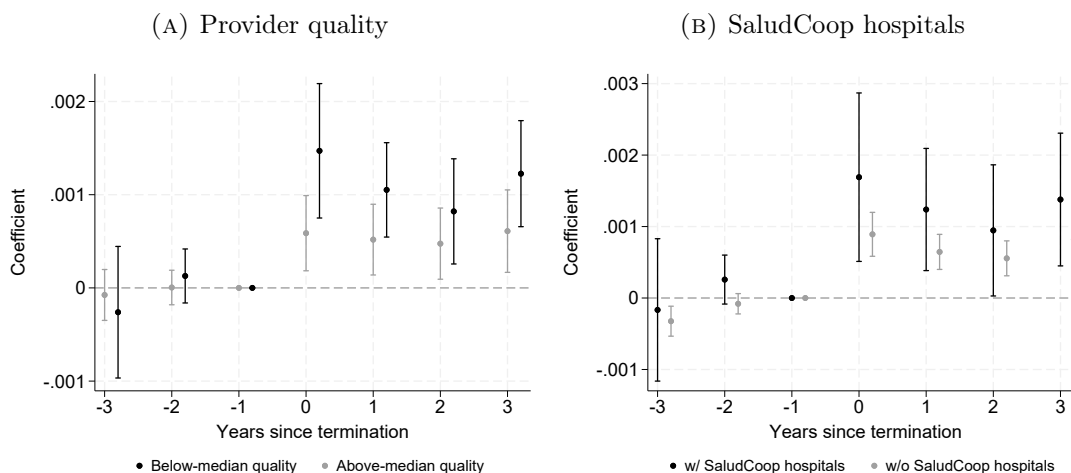 (A) Provider quality
.002
.001
0
-.001
Coefficient
-3 -2 -1 0 1 2 3
Years since termination
Below-median quality Above-median quality
(B) SaludCoop hospitals
.003
.002
.001
0
-.001
Coefficient
-3 -2 -1 0 1 2 3
Years since termination
w/ SaludCoop hospitals w/o SaludCoop hospitals